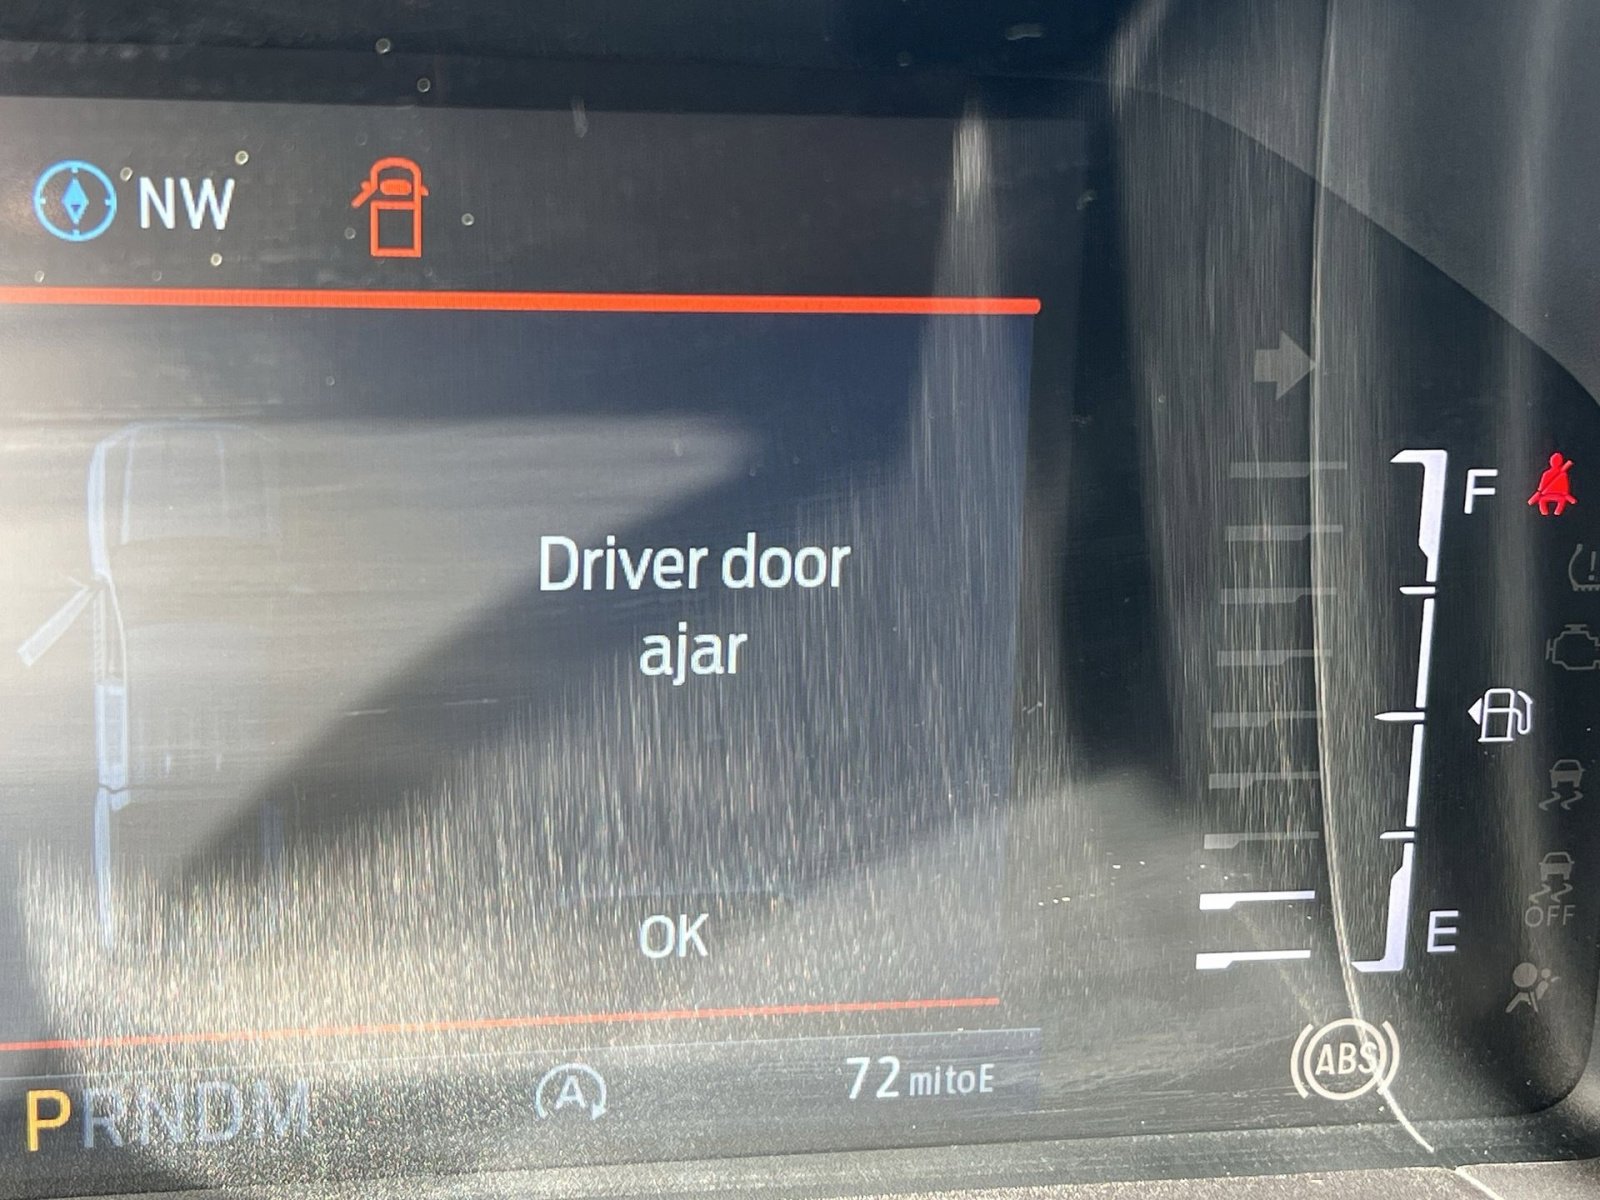 NW
F
Driver door
ajar
OK
E
OFF
ABS
72 mitoE
A
PRNDM